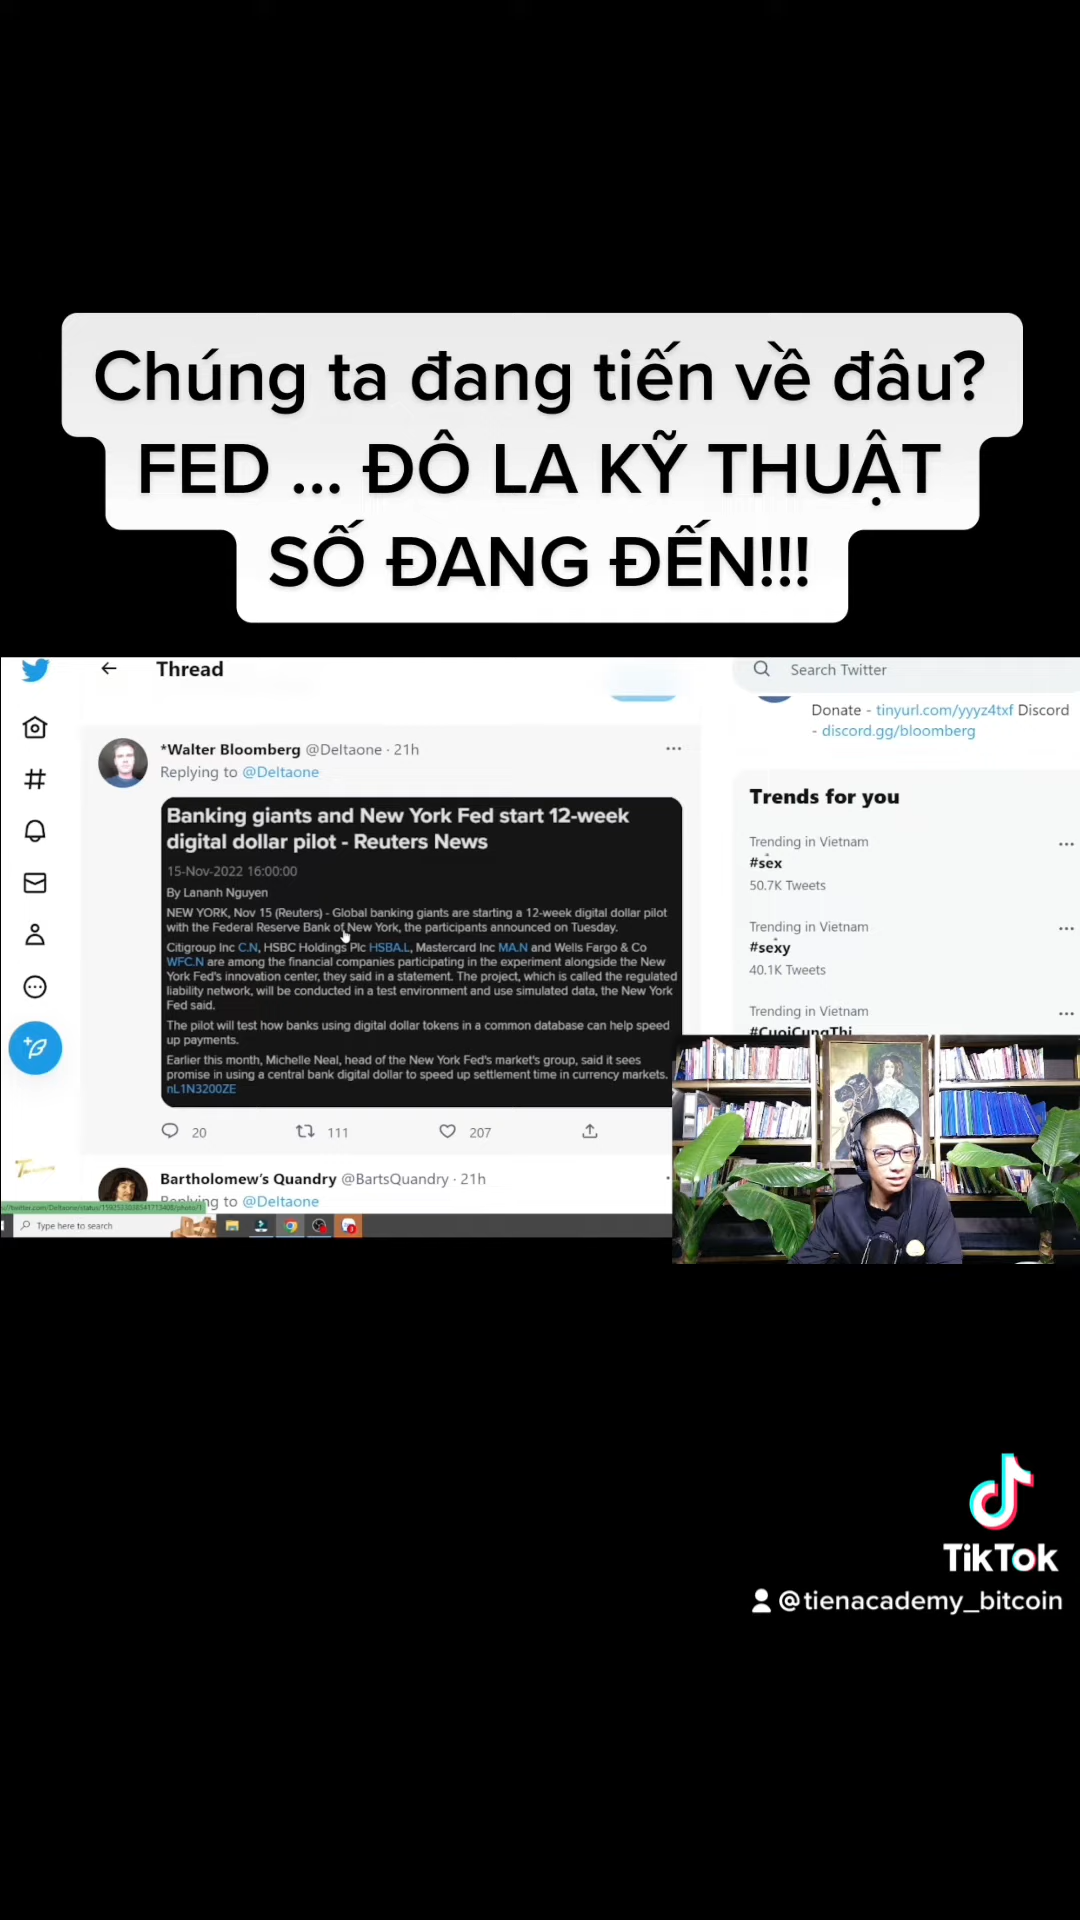 Chúng ta đang tiến về đâu?
FED ... ĐÔ LA KỸ THUẬT
SỐ ĐANG ĐẾN!!!
Thread
Search Twitter
Donate - tinyurl.com/yyyz4txf Discord
- discord.gg/bloomberg
*Walter Bloomberg @Deltaone · 21h
Replying to @Deltaone
Banking giants and New York Fed start 12-week
digital dollar pilot - Reuters News
15-Nov-2022 16:00:00
By Lananh Nguyen
NEW YORK, Nov 15 (Reuters) - Global banking giants are starting a 12-week digital dollar pilot
with the Federal Reserve Bank of New York, the participants announced on Tuesday.
Citigroup Inc C.N, HSBC Holdings Plc HSBA.L, Mastercard Inc MA.N and Wells Fargo & Co
WFC.N are among the financial companies participating in the experiment alongside the New
York Fed's innovation center, they said in a statement. The project, which is called the regulated
liability network, will be conducted in a test environment and use simulated data, the New York
Fed said.
The pilot will test how banks using digital dollar tokens in a common database can help speed
up payments.
Earlier this month, Michelle Neal, head of the New York Fed's market's group, said it sees
promise in using a central bank digital dollar to speed up settlement time in currency markets.
nL1N3200ZE
20 111 207
Trends for you
Trending in Vietnam
#sex
50.7K Tweets
Trending in Vietnam
#sexy
40.1K Tweets
Trending in Vietnam
#CuoiCungThi
Bartholomew's Quandry @BartsQuandry · 21h
Replying to @Deltaone
Type here to search
TikTok
@tienacademy_bitcoin